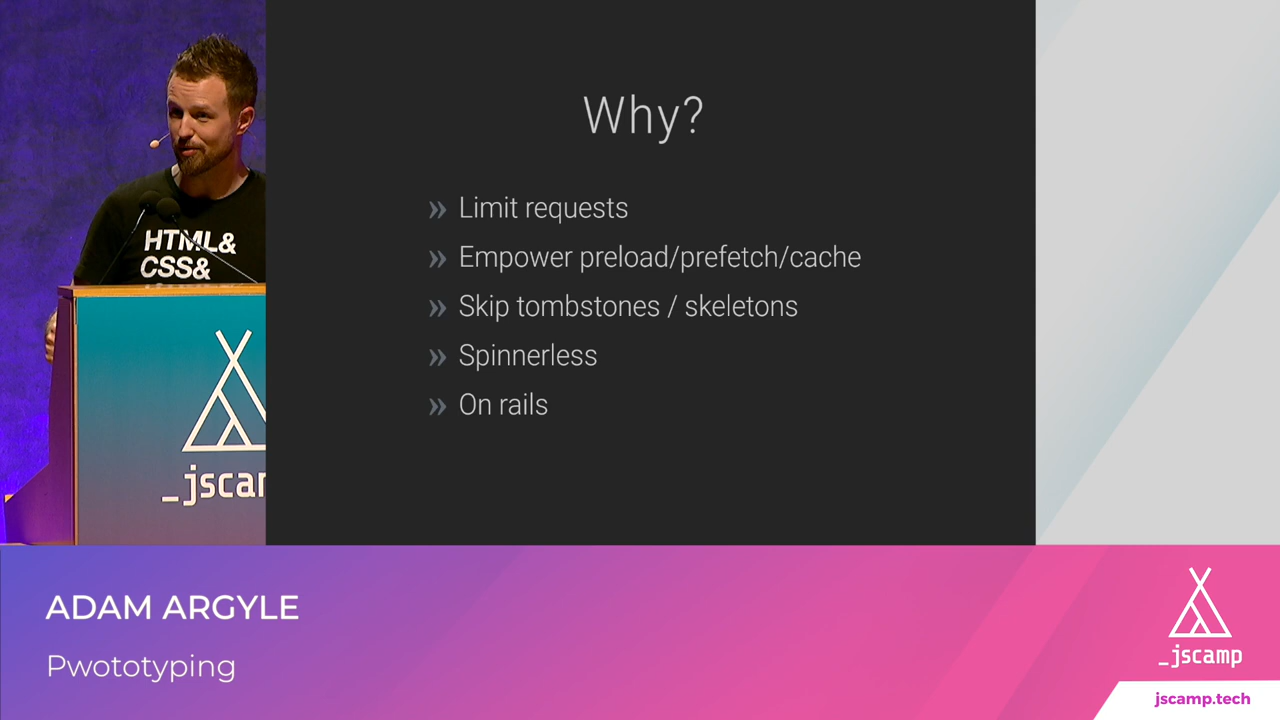 HTML&
CSS&
_jscar
Why?
» Limit requests
» Empower preload/prefetch/cache
» Skip tombstones / skeletons
» Spinnerless
» On rails
ADAM ARGYLE
Pwototyping
_jscamp
jscamp.tech